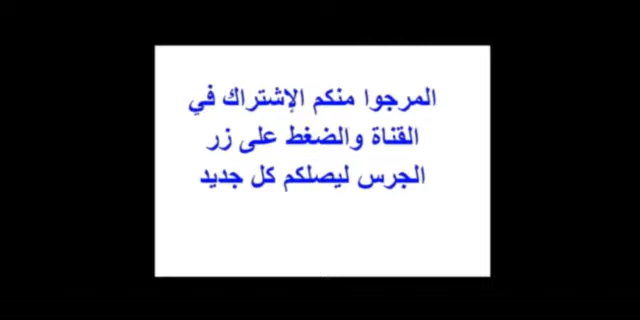 المرجوا منكم الإشتراك في
القناة والضغط على زر
الجرس ليصلكم كل جديد